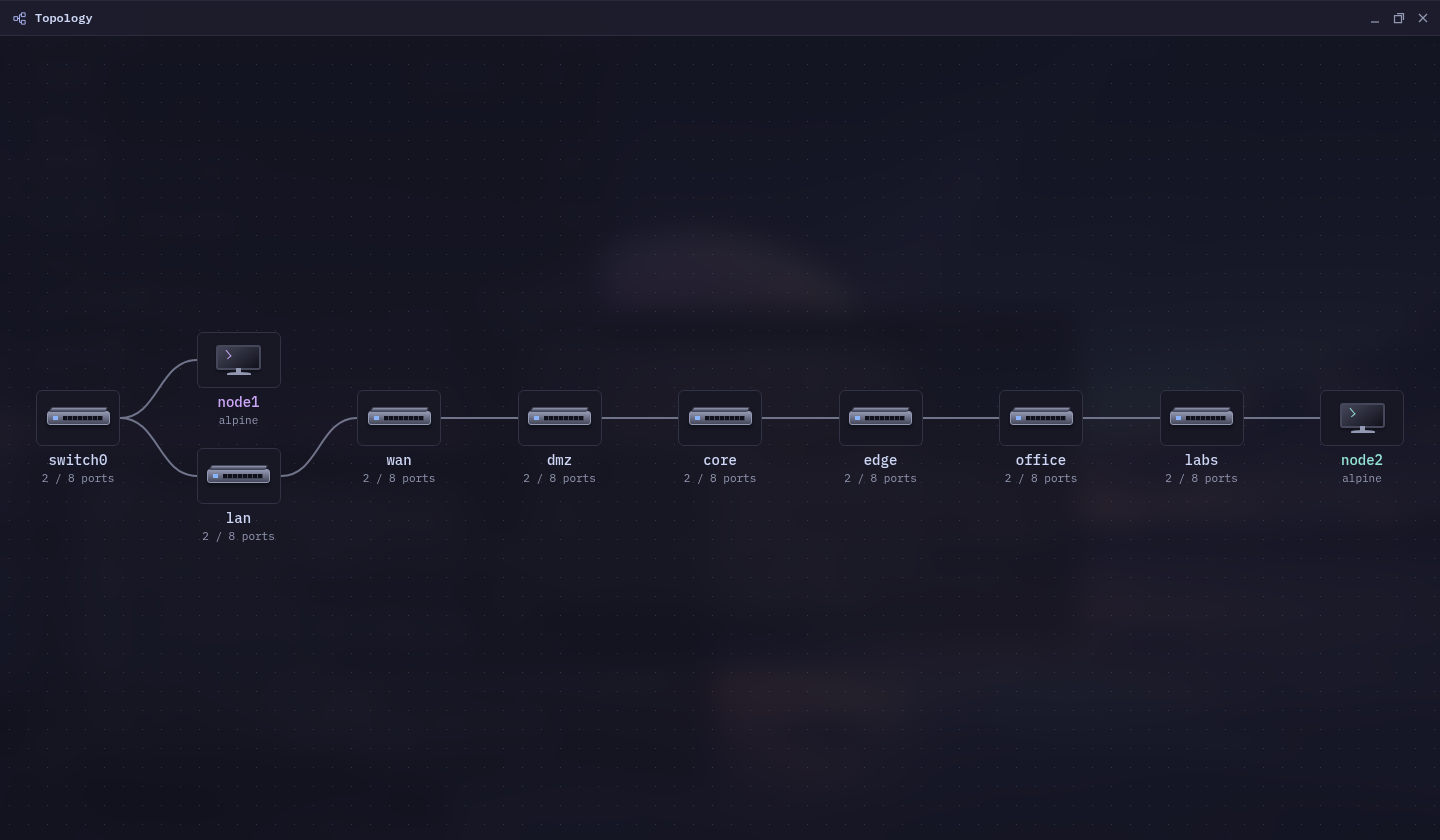 Topology
node1
alpine
switch0
2 / 8 ports
lan
2 / 8 ports
wan
2 / 8 ports
dmz
2 / 8 ports
core
2 / 8 ports
edge
2 / 8 ports
office
2 / 8 ports
labs
2 / 8 ports
node2
alpine